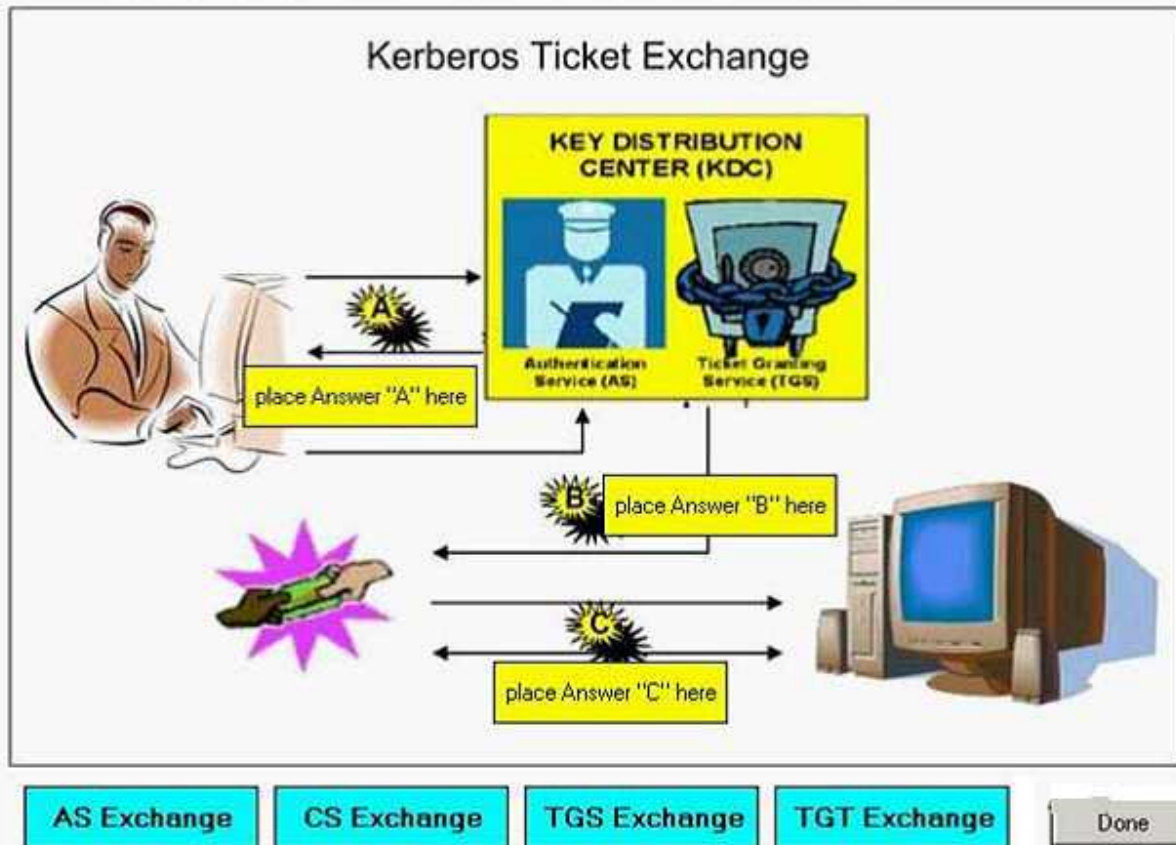 Kerberos Ticket Exchange
KEY DISTRIBUTION
CENTER (KDC)
Authentication
Service (AS)
Ticket Granting
Service (TGS)
A
place Answer "A" here
B
place Answer "B" here
C
place Answer "C" here
AS Exchange
CS Exchange
TGS Exchange
TGT Exchange
Done